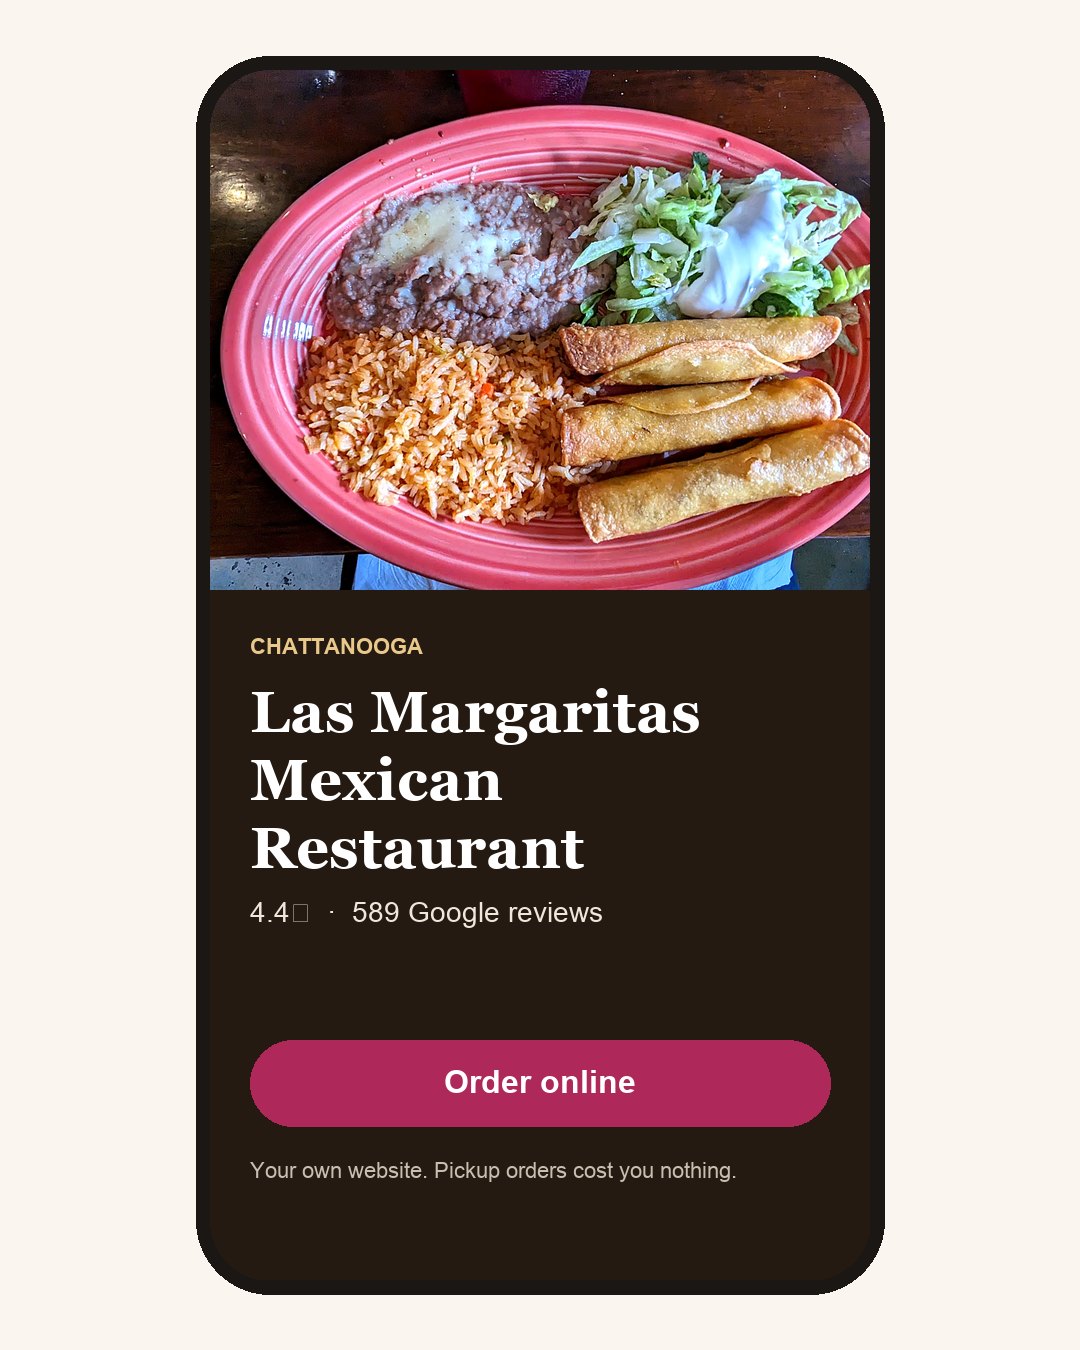 CHATTANOOGA
Las Margaritas
Mexican
Restaurant
4.4□ · 589 Google reviews
Order online
Your own website. Pickup orders cost you nothing.